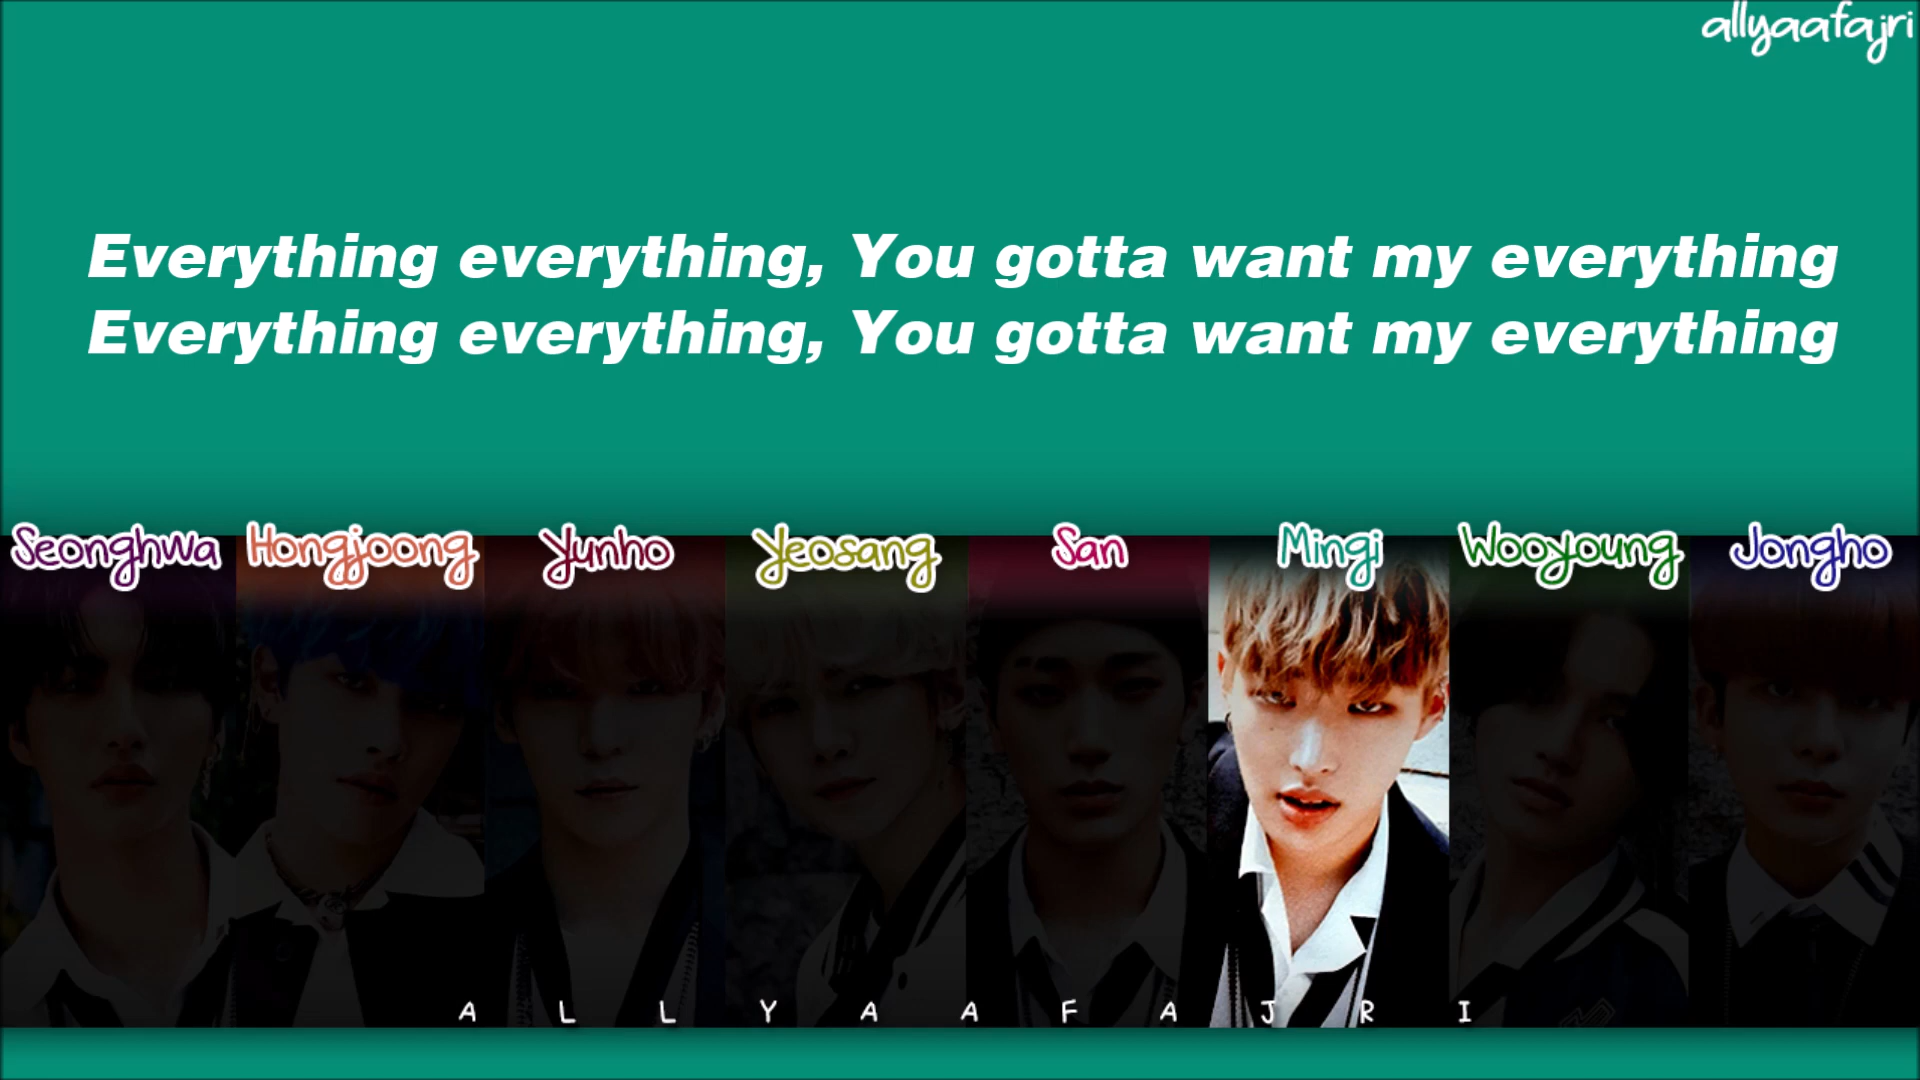 allyaafajri
Everything everything, You gotta want my everything
Everything everything, You gotta want my everything
Seonghwa Hongjoong Yunho Yeosang San Mingi Wooyoung Jongho
A L L Y A A F A J R I